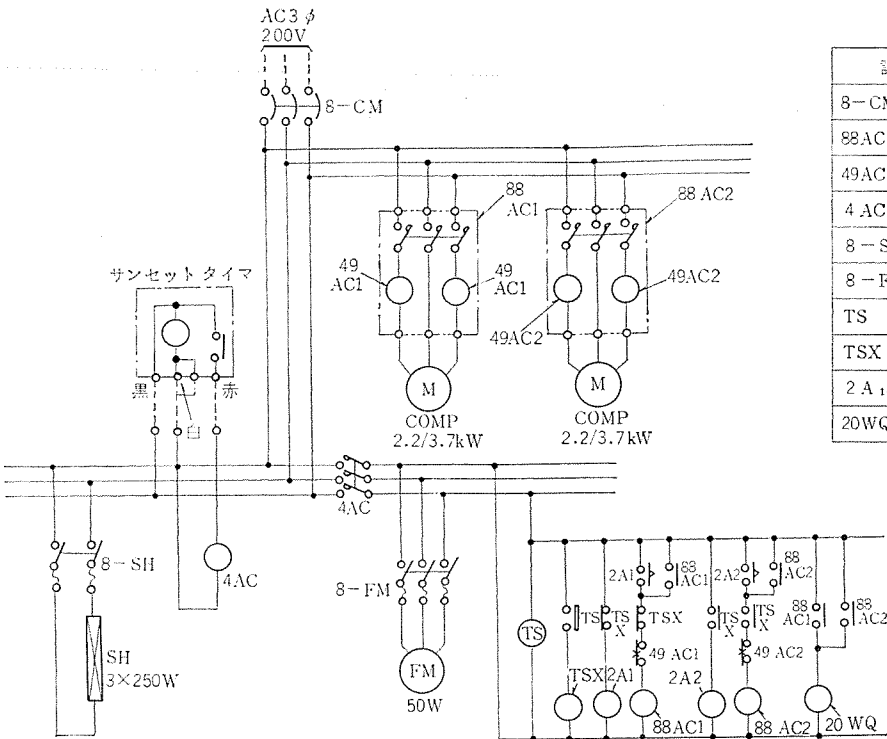 AC3φ
200V
8-CM
88
AC1
88 AC2
49
AC1
49
AC1
49AC2
49AC2
サンセットタイマ
黒
白
赤
M
COMP
2.2/3.7kW
M
COMP
2.2/3.7kW
4AC
8-SH
4AC
8-FM
SH
3×250W
FM
50W
TS
TS
TS
X
TSX
2A1
88
AC1
49 AC1
TSX
2A1
88AC1
2A2
88
AC2
TS
X
TS
X
49 AC2
2A2
88 AC2
88
AC1
88
AC2
20 WQ
8-CM
88AC
49AC
4 AC
8-S
8-F
TS
TSX
2A1
20WQ